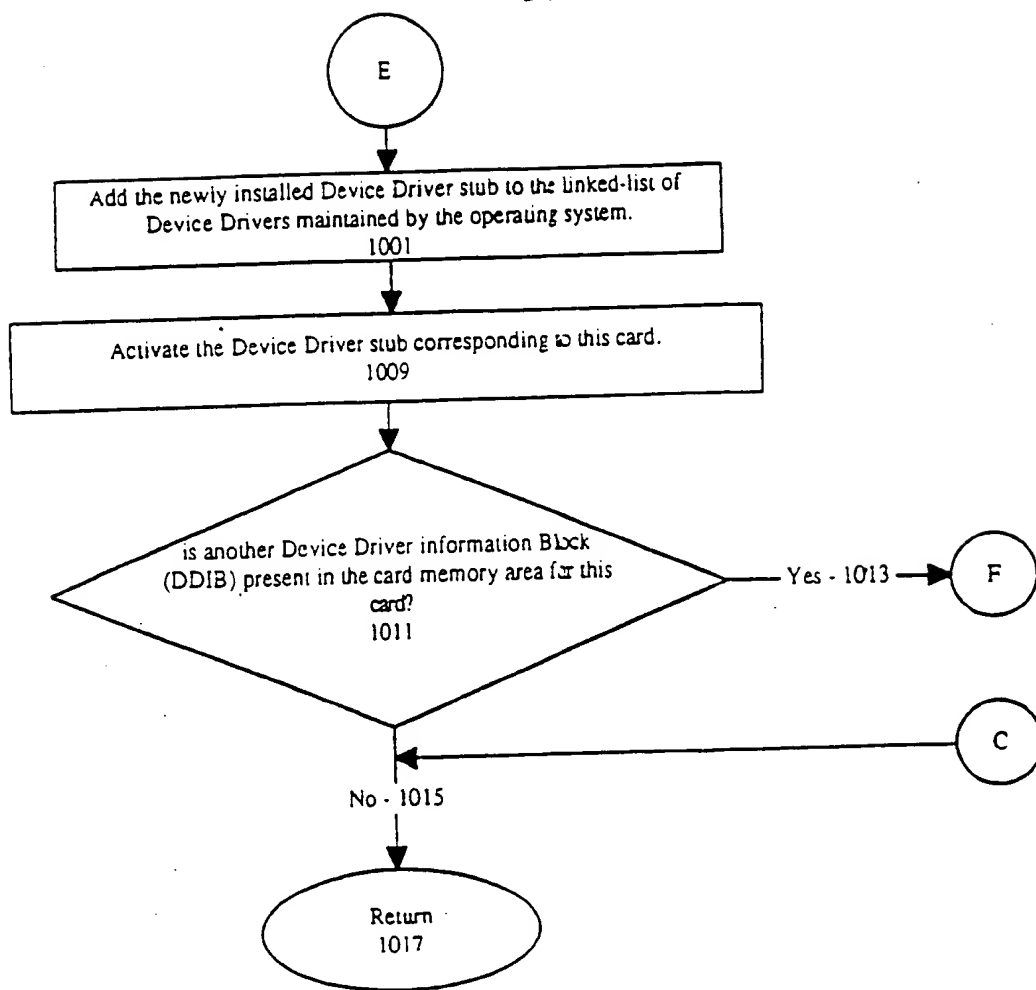 E
Add the newly installed Device Driver stub to the linked-list of
Device Drivers maintained by the operating system.
1001
Activate the Device Driver stub corresponding to this card.
1009
is another Device Driver information Block
(DDIB) present in the card memory area for this
card?
1011
Yes - 1013
F
C
No - 1015
Return
1017